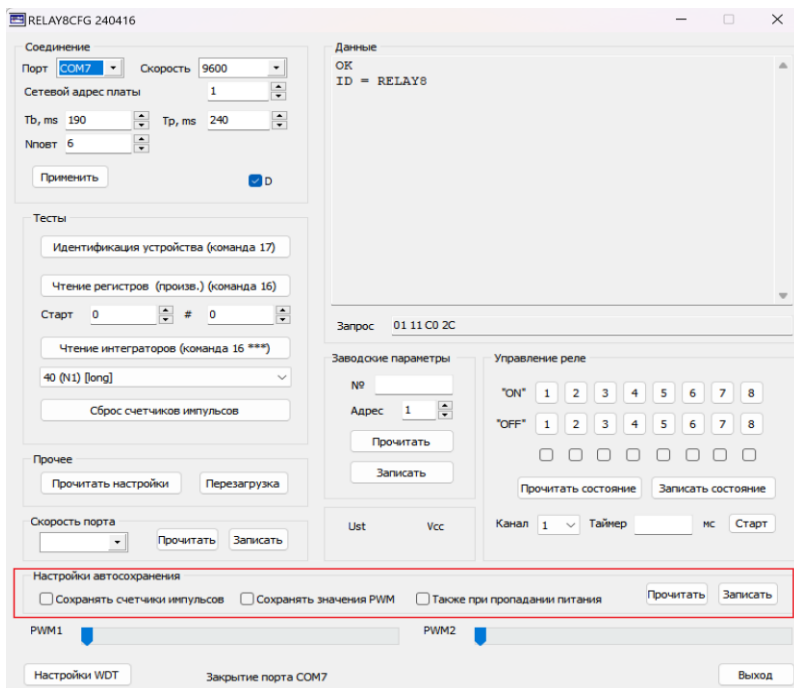 RELAY8CFG 240416
Соединение
Порт COM7 Скорость 9600
Сетевой адрес платы 1
Tb, ms 190 Tp, ms 240
Nповт 6
Применить D
Тесты
Идентификация устройства (команда 17)
Чтение регистров (произв.) (команда 16)
Старт 0 # 0
Чтение интеграторов (команда 16 ***)
40 (N1) [long]
Сброс счетчиков импульсов
Прочее
Прочитать настройки Перезагрузка
Скорость порта
Прочитать Записать
Данные
OK
ID = RELAY8
Запрос 01 11 C0 2C
Заводские параметры
№
Адрес 1
Прочитать
Записать
Ust Vcc
Управление реле
"ON" 1 2 3 4 5 6 7 8
"OFF" 1 2 3 4 5 6 7 8
Прочитать состояние Записать состояние
Канал 1 Таймер мс Старт
Настройки автосохранения
Сохранять счетчики импульсов Сохранять значения PWM Также при пропадании питания Прочитать Записать
PWM1 PWM2
Настройки WDT Закрытие порта COM7 Выход